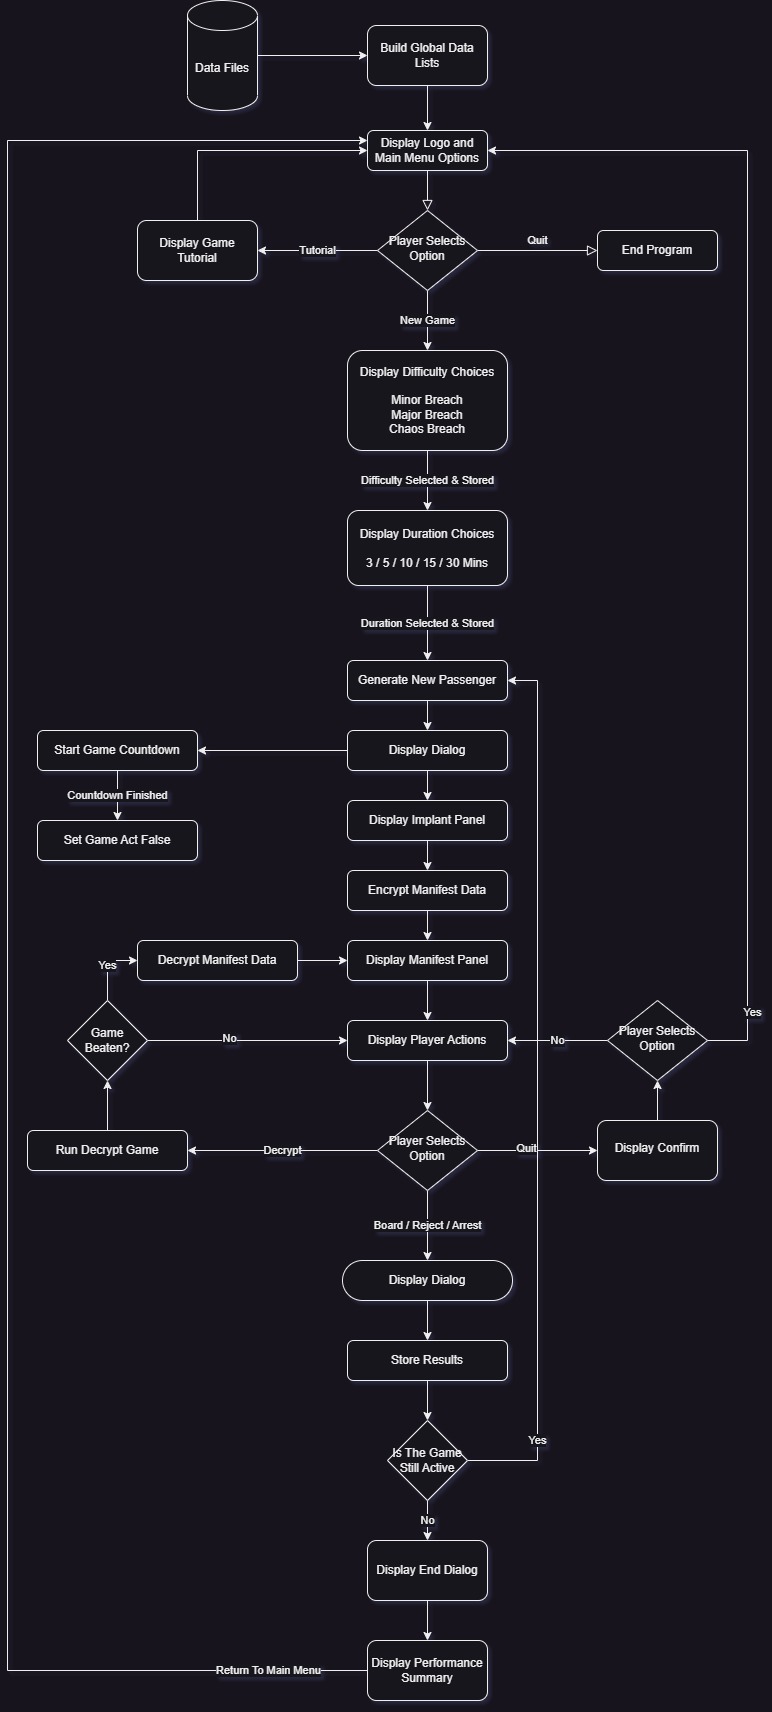 Build Global Data
Lists
Data Files
Display Logo and
Main Menu Options
Display Game
Tutorial
Tutorial
Player Selects
Option
Quit
End Program
New Game
Display Difficulty Choices
Minor Breach
Major Breach
Chaos Breach
Difficulty Selected & Stored
Display Duration Choices
3 / 5 / 10 / 15 / 30 Mins
Duration Selected & Stored
Generate New Passenger
Start Game Countdown
Display Dialog
Countdown Finished
Display Implant Panel
Set Game Act False
Encrypt Manifest Data
Yes
Decrypt Manifest Data
Display Manifest Panel
Game
Beaten?
No
Display Player Actions
No
Player Selects
Option
Yes
Run Decrypt Game
Decrypt
Player Selects
Option
Quit
Display Confirm
Board / Reject / Arrest
Display Dialog
Store Results
Is The Game
Still Active
Yes
No
Display End Dialog
Return To Main Menu
Display Performance
Summary